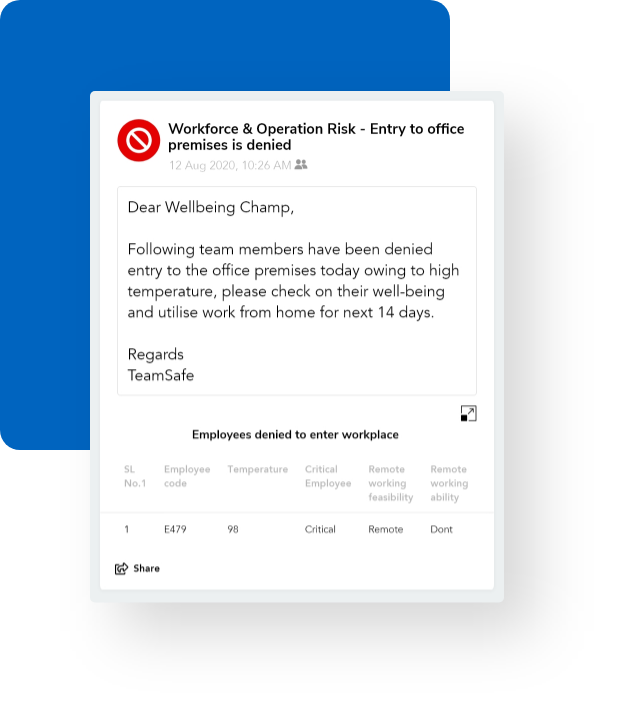 Workforce & Operation Risk - Entry to office
premises is denied
12 Aug 2020, 10:26 AM
Dear Wellbeing Champ,
Following team members have been denied
entry to the office premises today owing to high
temperature, please check on their well-being
and utilise work from home for next 14 days.
Regards
TeamSafe
Employees denied to enter workplace
SL Employee Temperature Critical Remote Remote
No.1 code Employee working working
feasibility ability
1 E479 98 Critical Remote Dont
Share